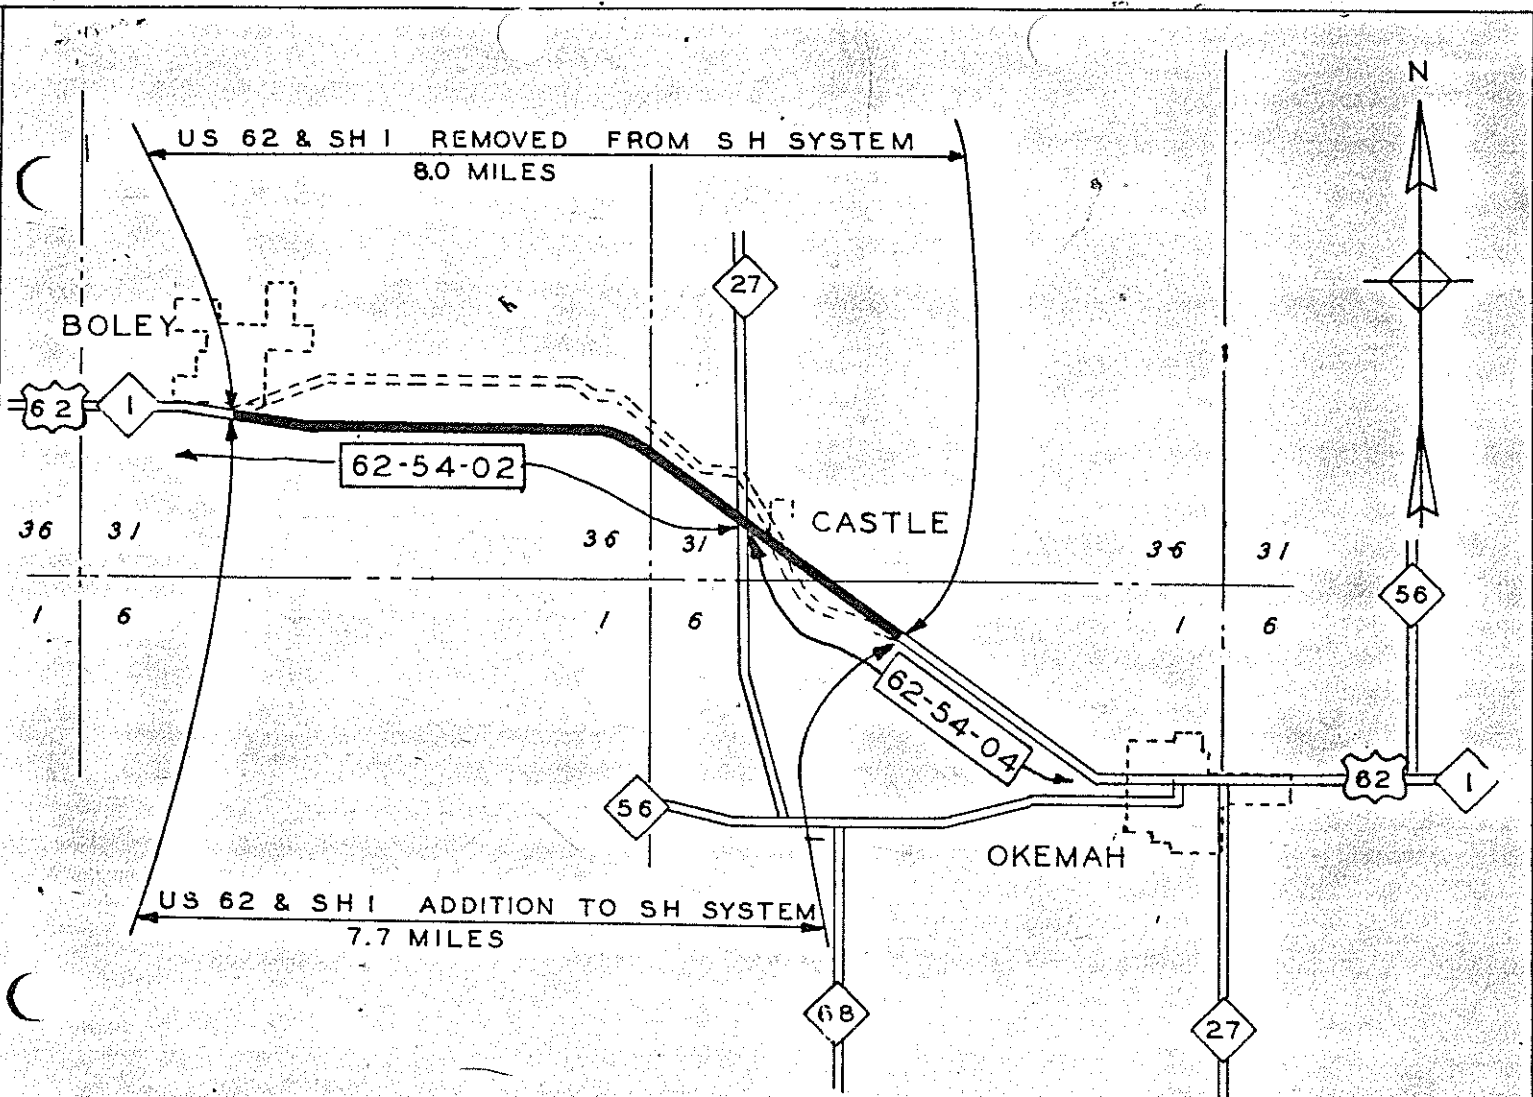 N
US 62 & SH 1 REMOVED FROM SH SYSTEM
8.0 MILES
27
BOLEY
62
1
62-54-02
CASTLE
36 31
36 31
36 31
1 6
1 6
1 6
56
62-54-04
56
62
1
OKEMAH
US 62 & SH 1 ADDITION TO SH SYSTEM
7.7 MILES
68
27